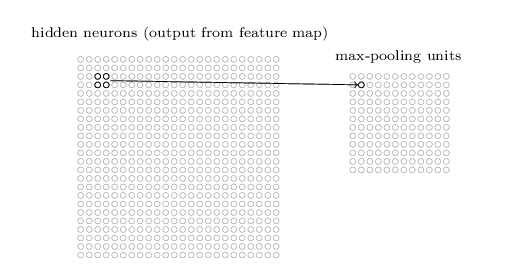 hidden neurons (output from feature map)
max-pooling units